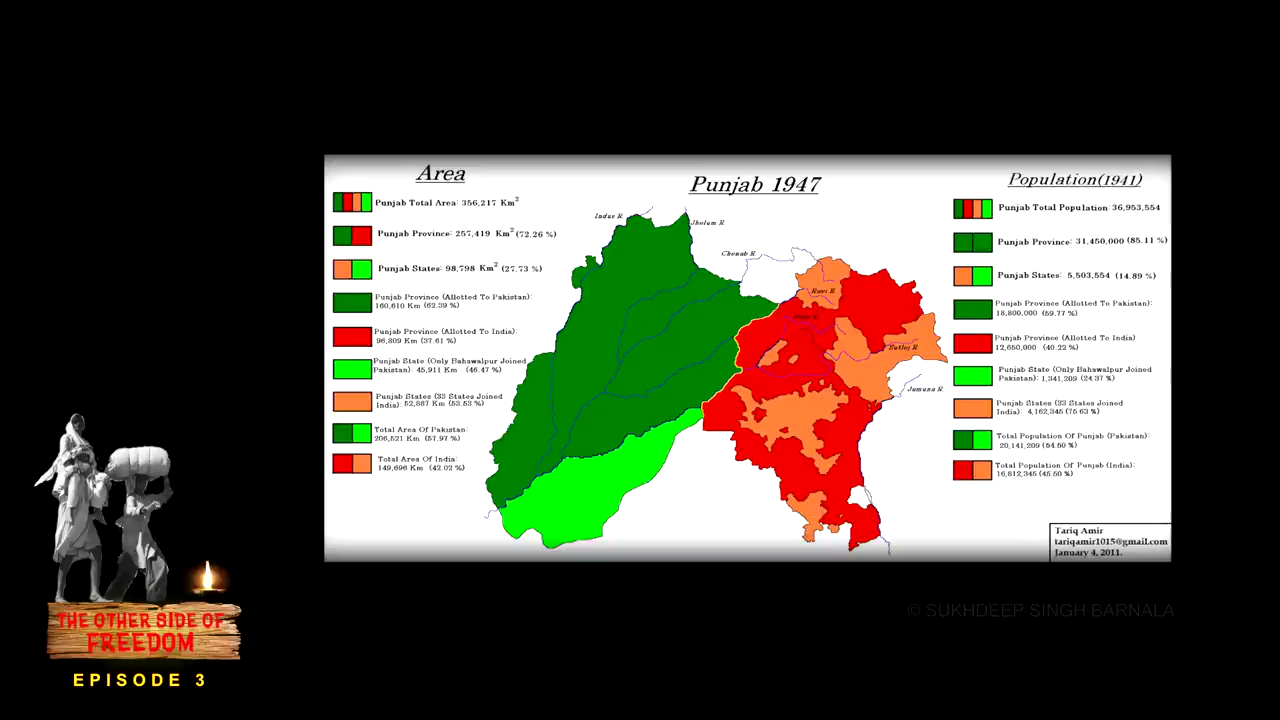 Area
Punjab Total Area: 356,217 Km2
Punjab Province: 257,419 Km2 (72.26 %)
Punjab States: 98,798 Km2 (27.73 %)
Punjab Province (Allotted To Pakistan):
160,610 Km (62.39 %)
Punjab Province (Allotted To India):
96,809 Km (37.61 %)
Punjab State (Only Bahawalpur Joined
Pakistan): 45,911 Km (46.47 %)
Punjab States (33 States Joined
India): 52,887 Km (53.53 %)
Total Area Of Pakistan:
206,521 Km (57.97 %)
Total Area Of India:
149,696 Km (42.02 %)
Punjab 1947
Indus R.
Jhelum R.
Chenab R.
Ravi R.
Sutlej R
Jamuna R.
Population(1941)
Punjab Total Population: 36,953,554
Punjab Province: 31,450,000 (85.11 %)
Punjab States: 5,503,554 (14.89 %)
Punjab Province (Allotted To Pakistan):
18,800,000 (59.77 %)
Punjab Province (Allotted To India)
12,650,000 (40.22 %)
Punjab State (Only Bahawalpur Joined
Pakistan): 1,341,209 (24.37 %)
Punjab States (33 States Joined
India): 4,162,345 (75.63 %)
Total Population Of Punjab (Pakistan):
20,141,209 (54.50 %)
Total Population Of Punjab (India):
16,812,345 (45.50 %)
Tariq Amir
tariqamir1015@gmail.com
January 4, 2011.
© SUKHDEEP SINGH BARNALA
THE OTHER SIDE OF
FREEDOM
EPISODE 3